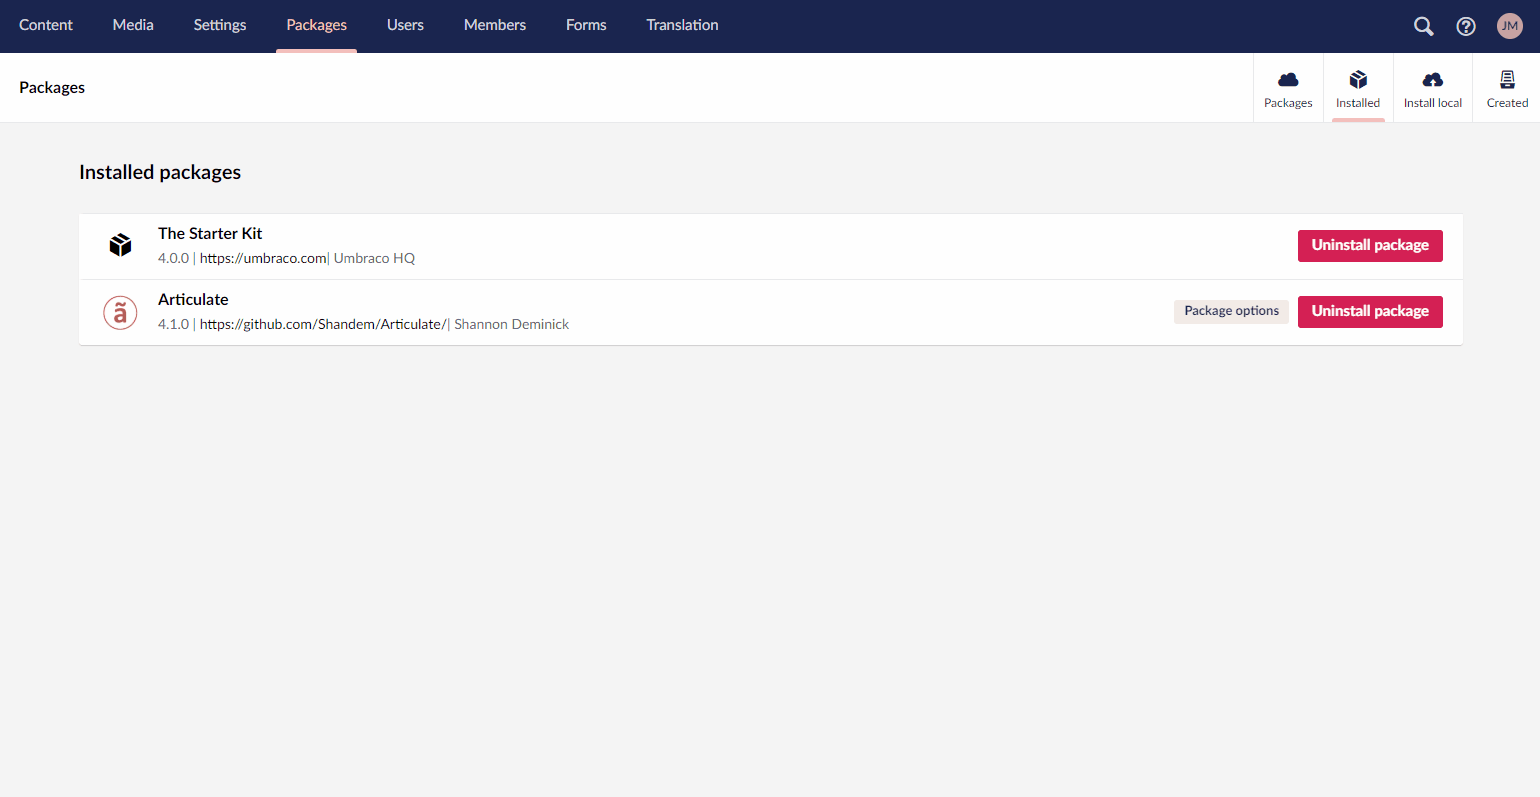 Content Media Settings Packages Users Members Forms Translation JM
Packages
Packages Installed Install local Created
Installed packages
The Starter Kit
4.0.0 | https://umbraco.com| Umbraco HQ
Uninstall package
ã
Articulate
4.1.0 | https://github.com/Shandem/Articulate/| Shannon Deminick
Package options Uninstall package